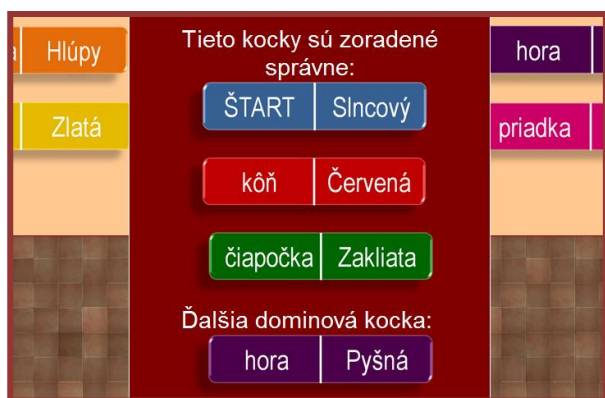 Hlúpy
Zlatá
Tieto kocky sú zoradené
správne:
ŠTART Slncový
kôň Červená
čiapočka Zakliata
Ďalšia dominová kocka:
hora Pyšná
hora
priadka